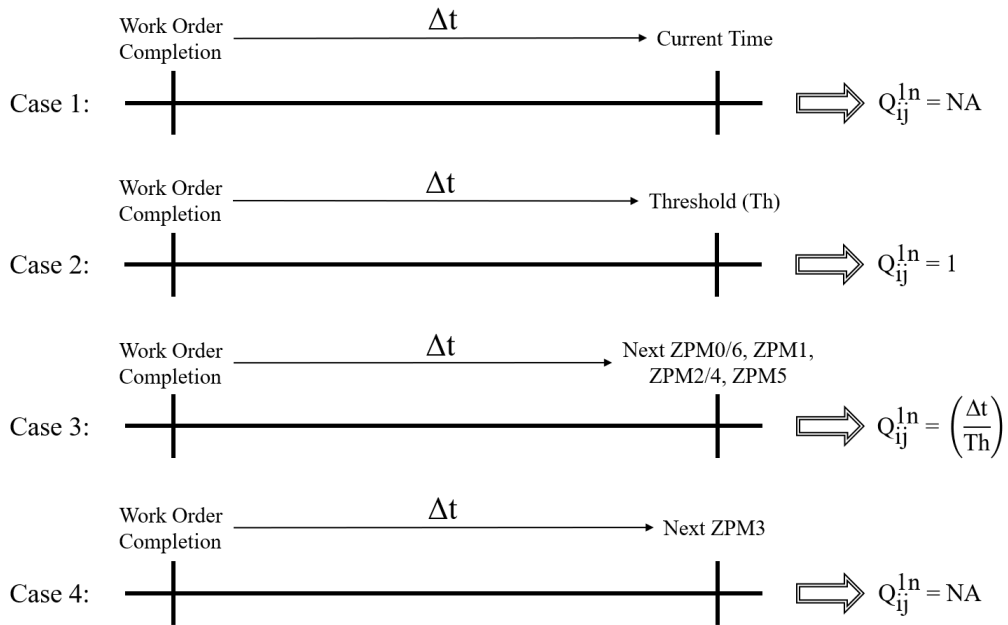 Work Order
Completion
Δt
Current Time
Case 1:
Q_ij^1n = NA
Work Order
Completion
Δt
Threshold (Th)
Case 2:
Q_ij^1n = 1
Work Order
Completion
Δt
Next ZPM0/6, ZPM1,
ZPM2/4, ZPM5
Case 3:
Q_ij^1n = (Δt/Th)
Work Order
Completion
Δt
Next ZPM3
Case 4:
Q_ij^1n = NA